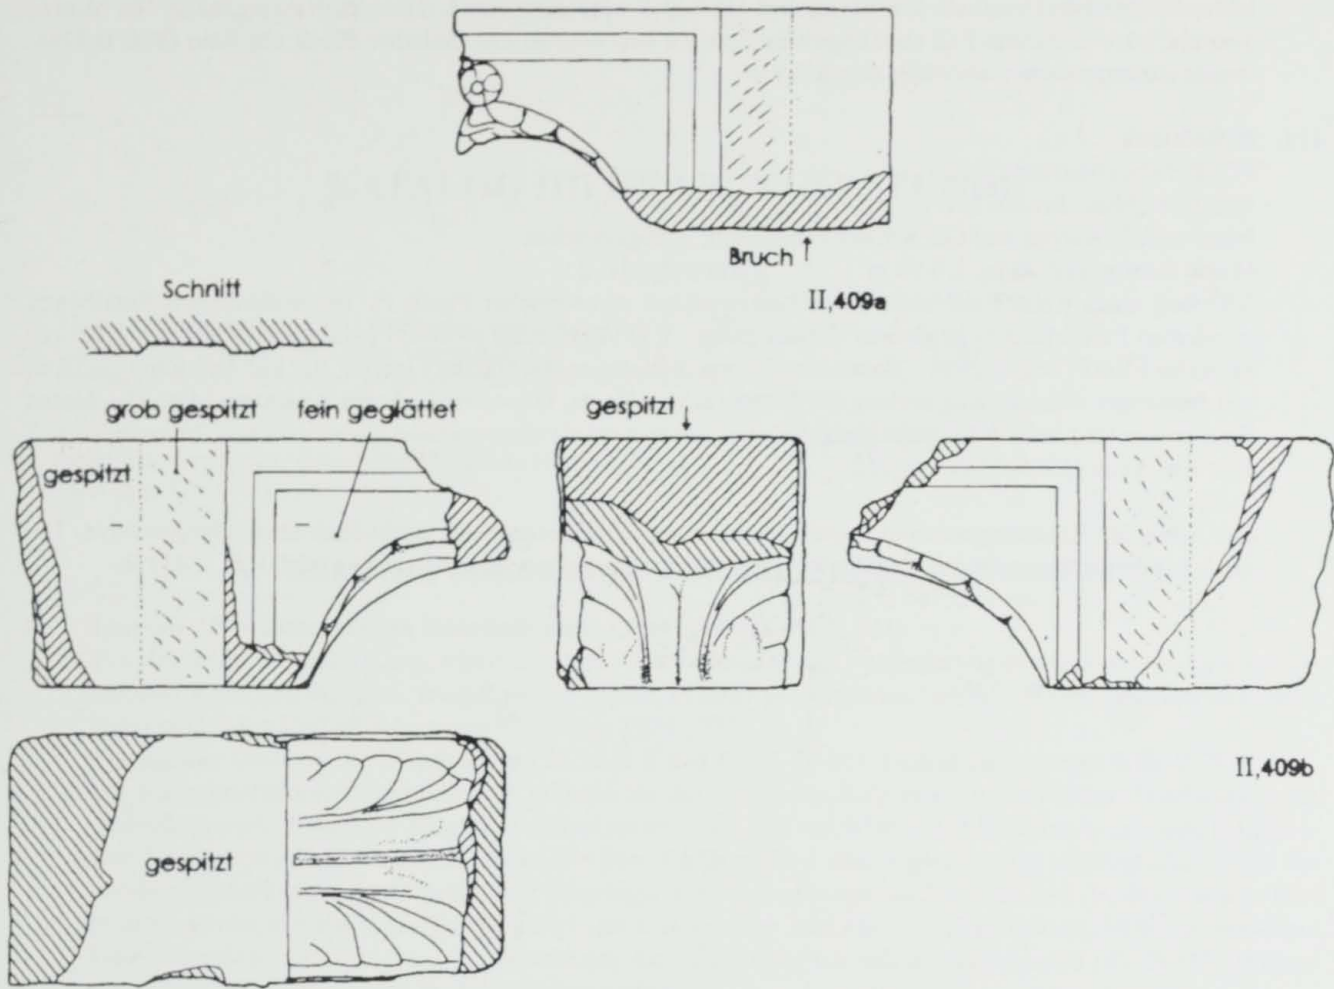 Bruch
II,409a
Schnitt
grob gespitzt
fein geglättet
gespitzt
gespitzt
gespitzt
II,409b